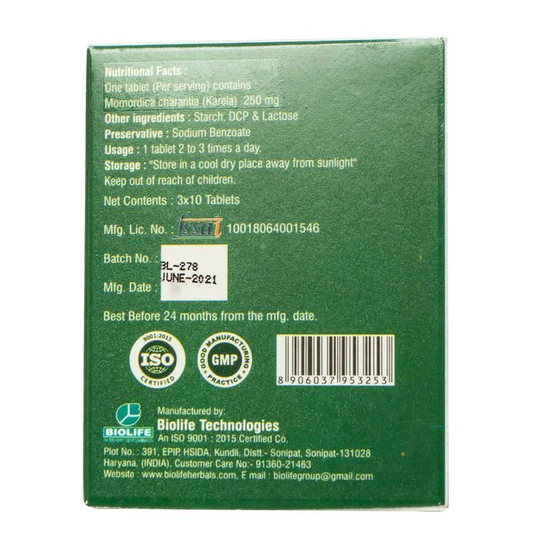 Nutritional Facts :
One tablet (Per serving) contains
Momordica charantia (Karela) 250 mg
Other ingredients : Starch, DCP & Lactose
Preservative : Sodium Benzoate
Usage : 1 tablet 2 to 3 times a day.
Storage : "Store in a cool dry place away from sunlight"
Keep out of reach of children.
Net Contents : 3x10 Tablets
Mfg. Lic. No. : fssai 10018064001546
Batch No. : BL-278
Mfg. Date : JUNE-2021
Best Before 24 months from the mfg. date.
9001:2015
ISO
CERTIFIED
GOOD MANUFACTURING
GMP
PRACTICE
8 906037 953253
BIOLIFE
Manufactured by:
Biolife Technologies
An ISO 9001 : 2015 Certified Co.
Plot No. : 391, EPIP, HSIDA, Kundli, Distt.- Sonipat, Sonipat-131028
Haryana, (INDIA), Customer Care No:- 91360-21463
Website : www.biolifeherbals.com, E mail : biolifegroup@gmail.com